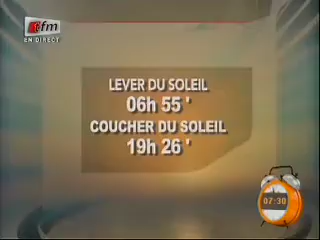 tfm
EN DIRECT
LEVER DU SOLEIL
06h 55 '
COUCHER DU SOLEIL
19h 26 '
07:30